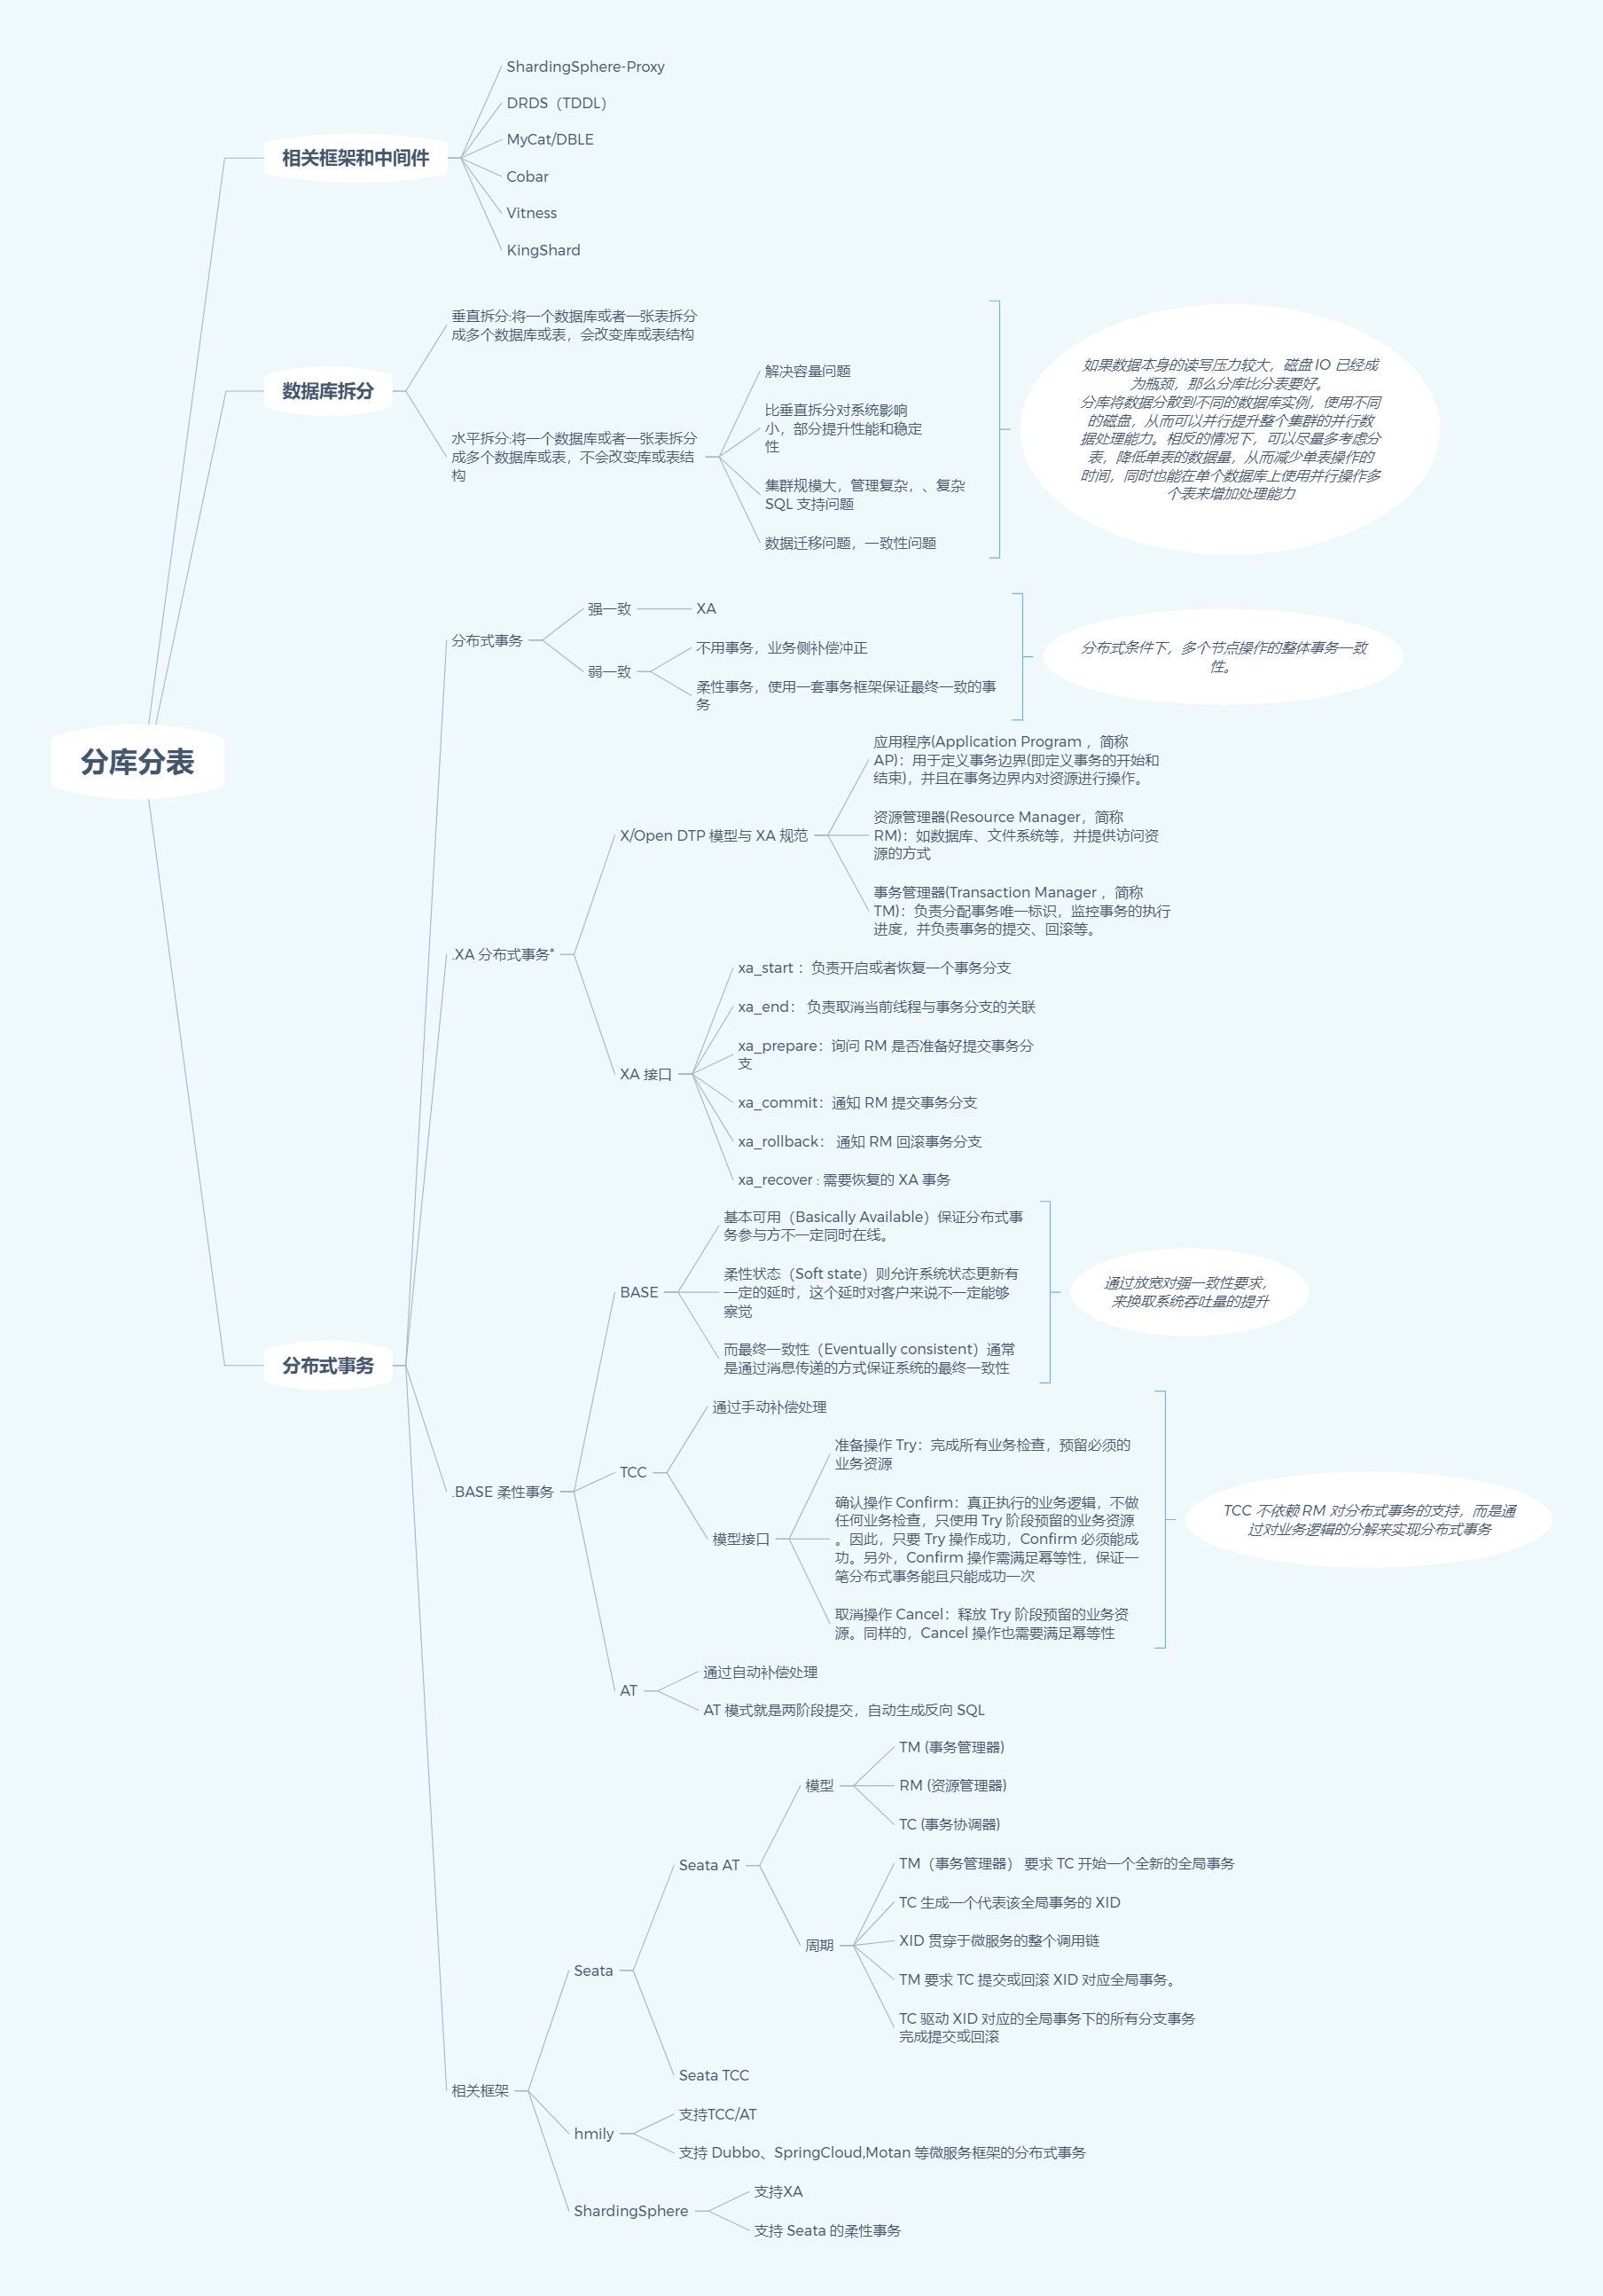 分库分表
相关框架和中间件
ShardingSphere-Proxy
DRDS（TDDL）
MyCat/DBLE
Cobar
Vitness
KingShard
数据库拆分
垂直拆分:将一个数据库或者一张表拆分
成多个数据库或表，会改变库或表结构
水平拆分:将一个数据库或者一张表拆分
成多个数据库或表，不会改变库或表结
构
解决容量问题
比垂直拆分对系统影响
小，部分提升性能和稳定
性
集群规模大，管理复杂，、复杂
SQL 支持问题
数据迁移问题，一致性问题
如果数据本身的读写压力较大，磁盘 IO 已经成
为瓶颈，那么分库比分表要好。
分库将数据分散到不同的数据库实例，使用不同
的磁盘，从而可以并行提升整个集群的并行数
据处理能力。相反的情况下，可以尽量多考虑分
表，降低单表的数据量，从而减少单表操作的
时间，同时也能在单个数据库上使用并行操作多
个表来增加处理能力
分布式事务
分布式事务
强一致
XA
弱一致
不用事务，业务侧补偿冲正
柔性事务，使用一套事务框架保证最终一致的事
务
分布式条件下，多个节点操作的整体事务一致
性。
.XA 分布式事务*
X/Open DTP 模型与 XA 规范
应用程序(Application Program ，简称
AP)：用于定义事务边界(即定义事务的开始和
结束)，并且在事务边界内对资源进行操作。
资源管理器(Resource Manager，简称
RM)：如数据库、文件系统等，并提供访问资
源的方式
事务管理器(Transaction Manager ，简称
TM)：负责分配事务唯一标识，监控事务的执行
进度，并负责事务的提交、回滚等。
XA 接口
xa_start ：负责开启或者恢复一个事务分支
xa_end： 负责取消当前线程与事务分支的关联
xa_prepare：询问 RM 是否准备好提交事务分
支
xa_commit：通知 RM 提交事务分支
xa_rollback： 通知 RM 回滚事务分支
xa_recover : 需要恢复的 XA 事务
.BASE 柔性事务
BASE
基本可用（Basically Available）保证分布式事
务参与方不一定同时在线。
柔性状态（Soft state）则允许系统状态更新有
一定的延时，这个延时对客户来说不一定能够
察觉
而最终一致性（Eventually consistent）通常
是通过消息传递的方式保证系统的最终一致性
通过放宽对强一致性要求，
来换取系统吞吐量的提升
TCC
通过手动补偿处理
模型接口
准备操作 Try：完成所有业务检查，预留必须的
业务资源
确认操作 Confirm：真正执行的业务逻辑，不做
任何业务检查，只使用 Try 阶段预留的业务资源
。因此，只要 Try 操作成功，Confirm 必须能成
功。另外，Confirm 操作需满足幂等性，保证一
笔分布式事务能且只能成功一次
取消操作 Cancel：释放 Try 阶段预留的业务资
源。同样的，Cancel 操作也需要满足幂等性
TCC 不依赖 RM 对分布式事务的支持，而是通
过对业务逻辑的分解来实现分布式事务
AT
通过自动补偿处理
AT 模式就是两阶段提交，自动生成反向 SQL
相关框架
Seata
Seata AT
模型
TM (事务管理器)
RM (资源管理器)
TC (事务协调器)
周期
TM（事务管理器） 要求 TC 开始一个全新的全局事务
TC 生成一个代表该全局事务的 XID
XID 贯穿于微服务的整个调用链
TM 要求 TC 提交或回滚 XID 对应全局事务。
TC 驱动 XID 对应的全局事务下的所有分支事务
完成提交或回滚
Seata TCC
hmily
支持TCC/AT
支持 Dubbo、SpringCloud,Motan 等微服务框架的分布式事务
ShardingSphere
支持XA
支持 Seata 的柔性事务